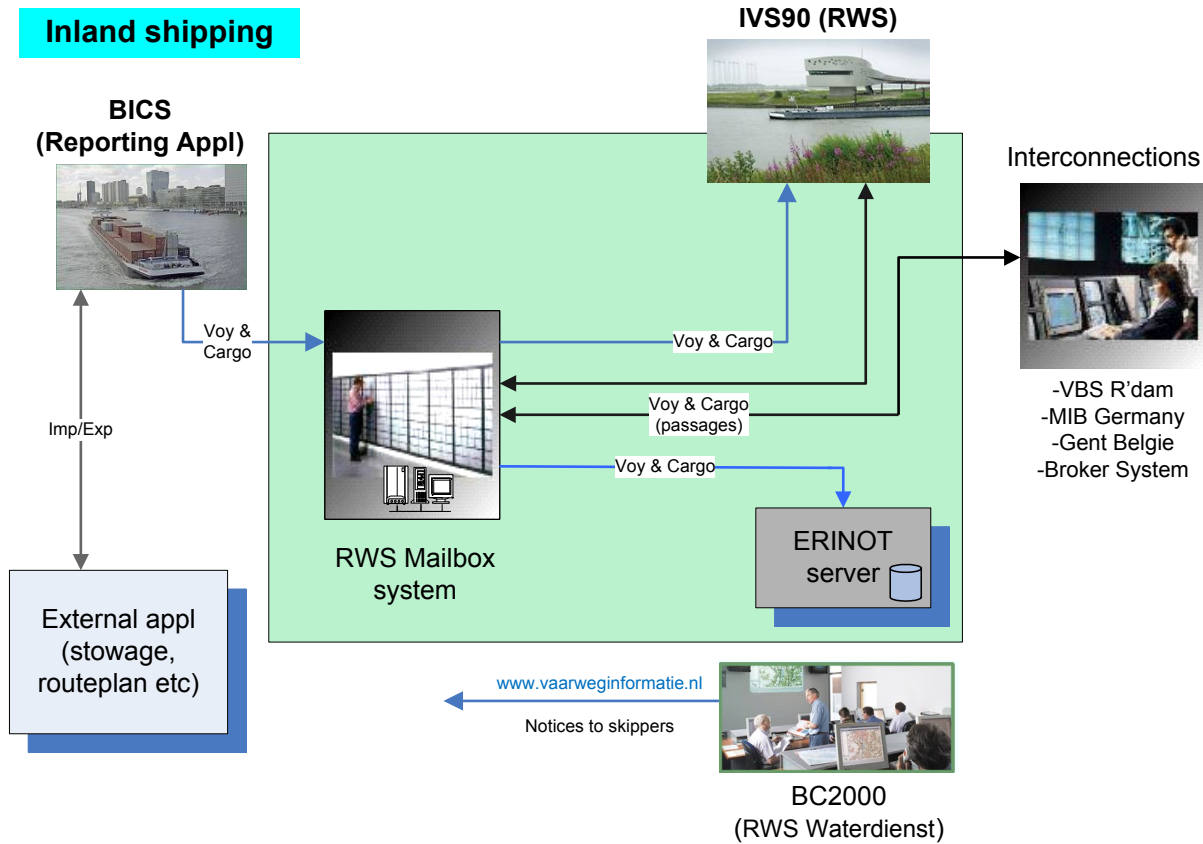 Inland shipping
IVS90 (RWS)
BICS
(Reporting Appl)
Interconnections
Voy &
Cargo
Voy & Cargo
Voy & Cargo
(passages)
Voy & Cargo
-VBS R'dam
-MIB Germany
-Gent Belgie
-Broker System
Imp/Exp
RWS Mailbox
system
ERINOT
server
External appl
(stowage,
routeplan etc)
www.vaarweginformatie.nl
Notices to skippers
BC2000
(RWS Waterdienst)